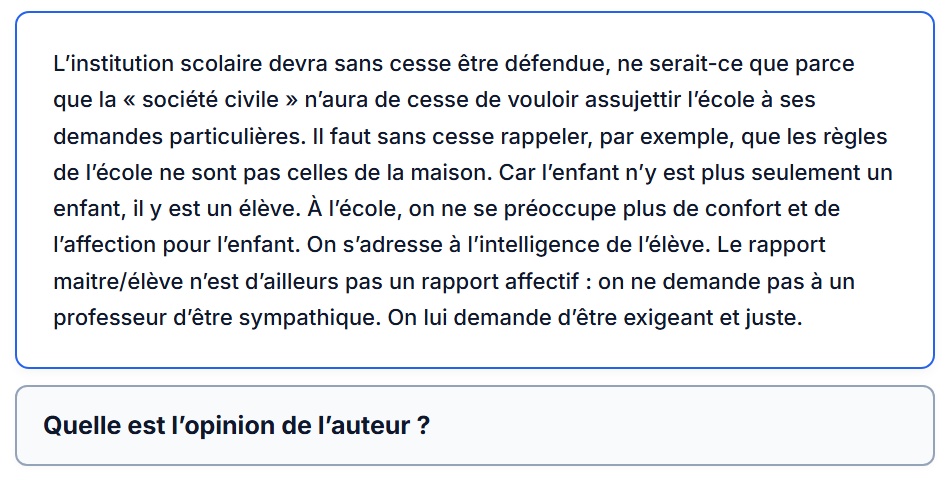 L’institution scolaire devra sans cesse être défendue, ne serait-ce que parce
que la « société civile » n’aura de cesse de vouloir assujettir l’école à ses
demandes particulières. Il faut sans cesse rappeler, par exemple, que les règles
de l’école ne sont pas celles de la maison. Car l’enfant n’y est plus seulement un
enfant, il y est un élève. À l’école, on ne se préoccupe plus de confort et de
l’affection pour l’enfant. On s’adresse à l’intelligence de l’élève. Le rapport
maitre/élève n’est d’ailleurs pas un rapport affectif : on ne demande pas à un
professeur d’être sympathique. On lui demande d’être exigeant et juste.
Quelle est l’opinion de l’auteur ?